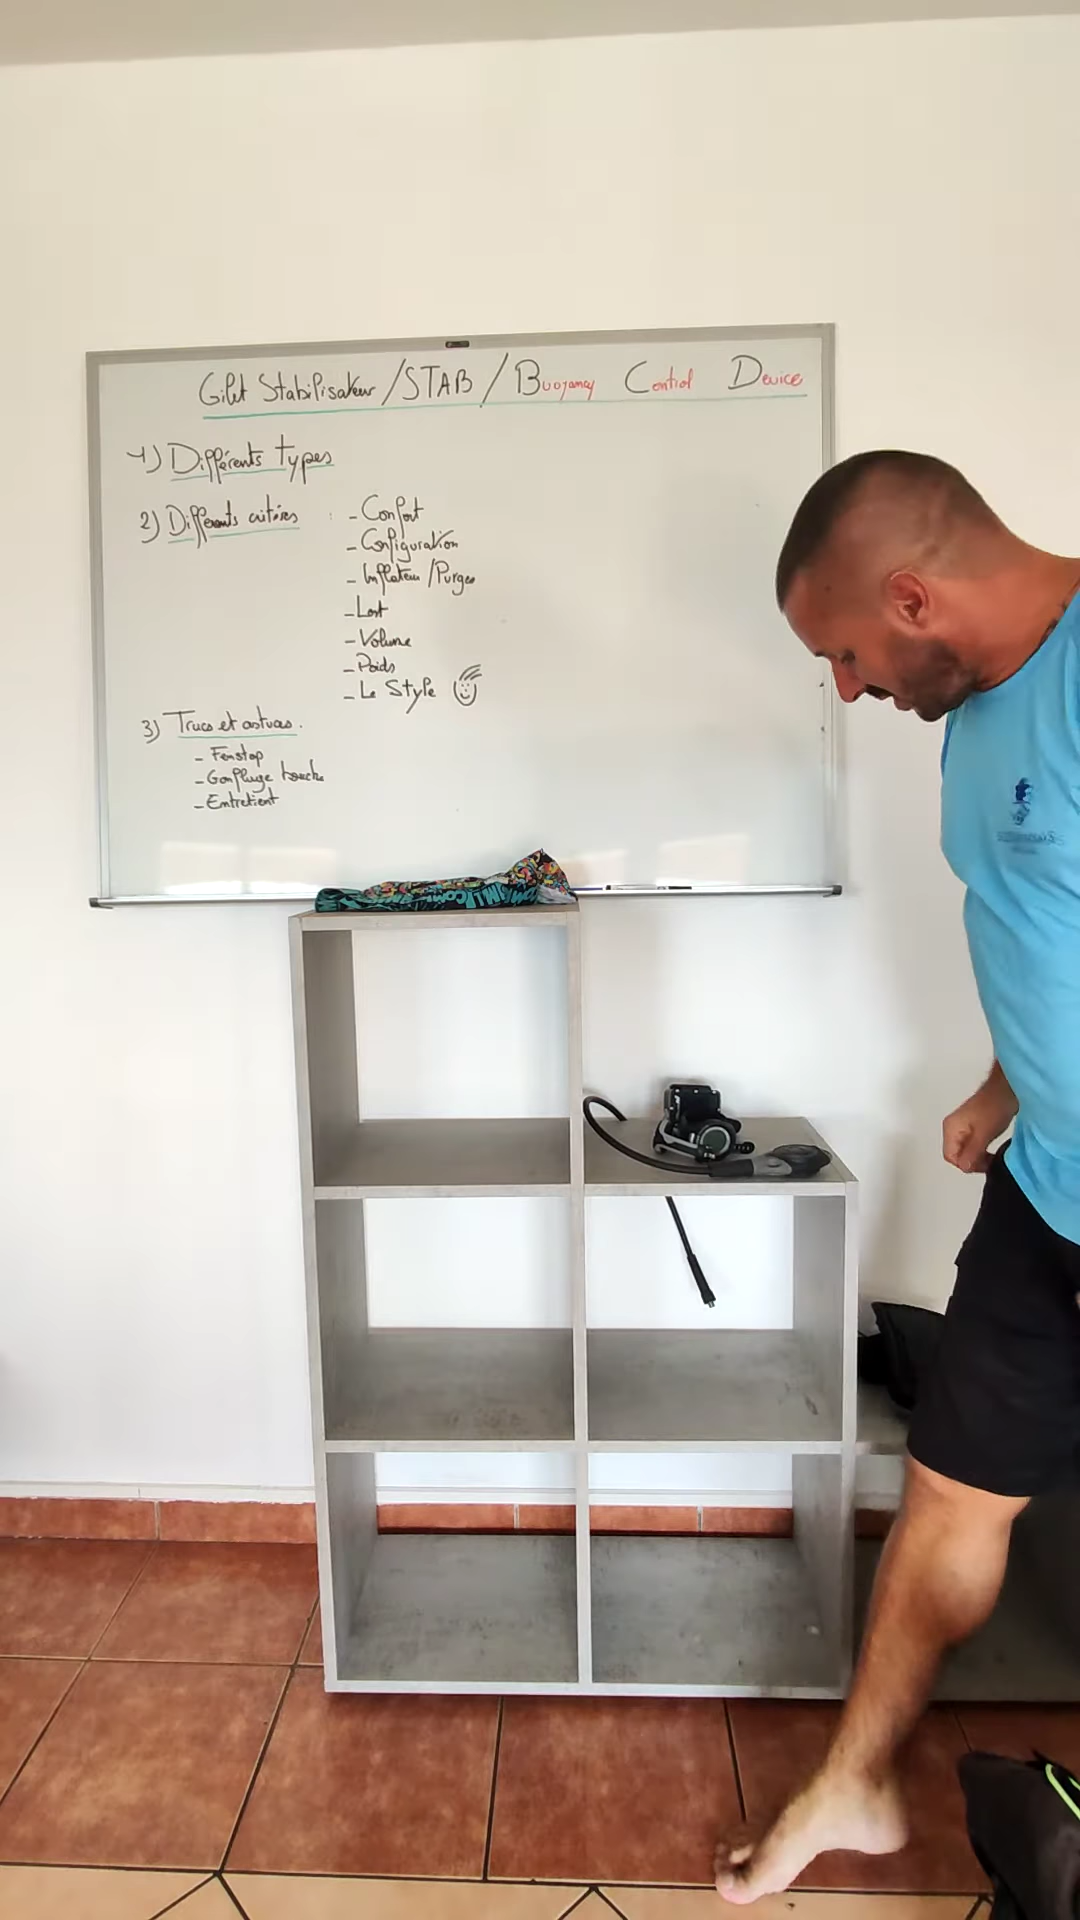 Gilet Stabilisateur / STAB / Buoyancy Control Device
1) Différents types
2) Différents critères : - Confort
- Configuration
- Inflateur / Purges
- Lest
- Volume
- Poids
- Le Style
3) Trucs et astuces.
- Fenstop
- Gonflage bouche
- Entretient